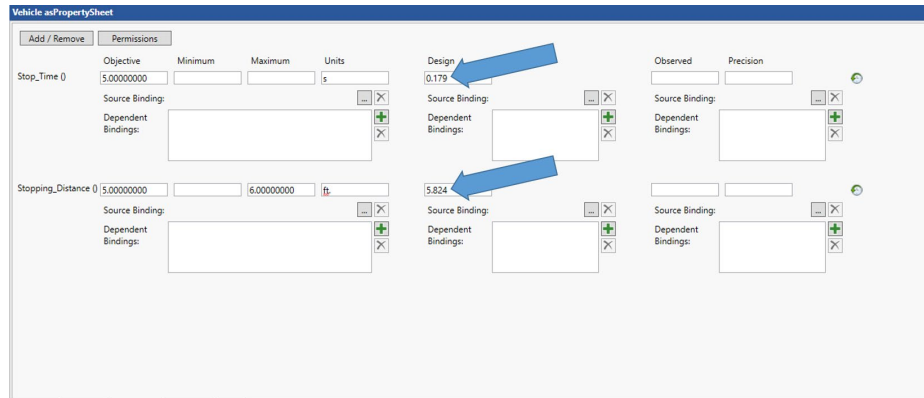 Vehicle asPropertySheet
Add / Remove Permissions
Objective Minimum Maximum Units Design Observed Precision
Stop_Time () 5.00000000 s 0.179
Source Binding: ... Source Binding: ... Source Binding: ...
Dependent Bindings: Dependent Bindings: Dependent Bindings:
Stopping_Distance () 5.00000000 6.00000000 ft. 5.824
Source Binding: ... Source Binding: ... Source Binding: ...
Dependent Bindings: Dependent Bindings: Dependent Bindings: